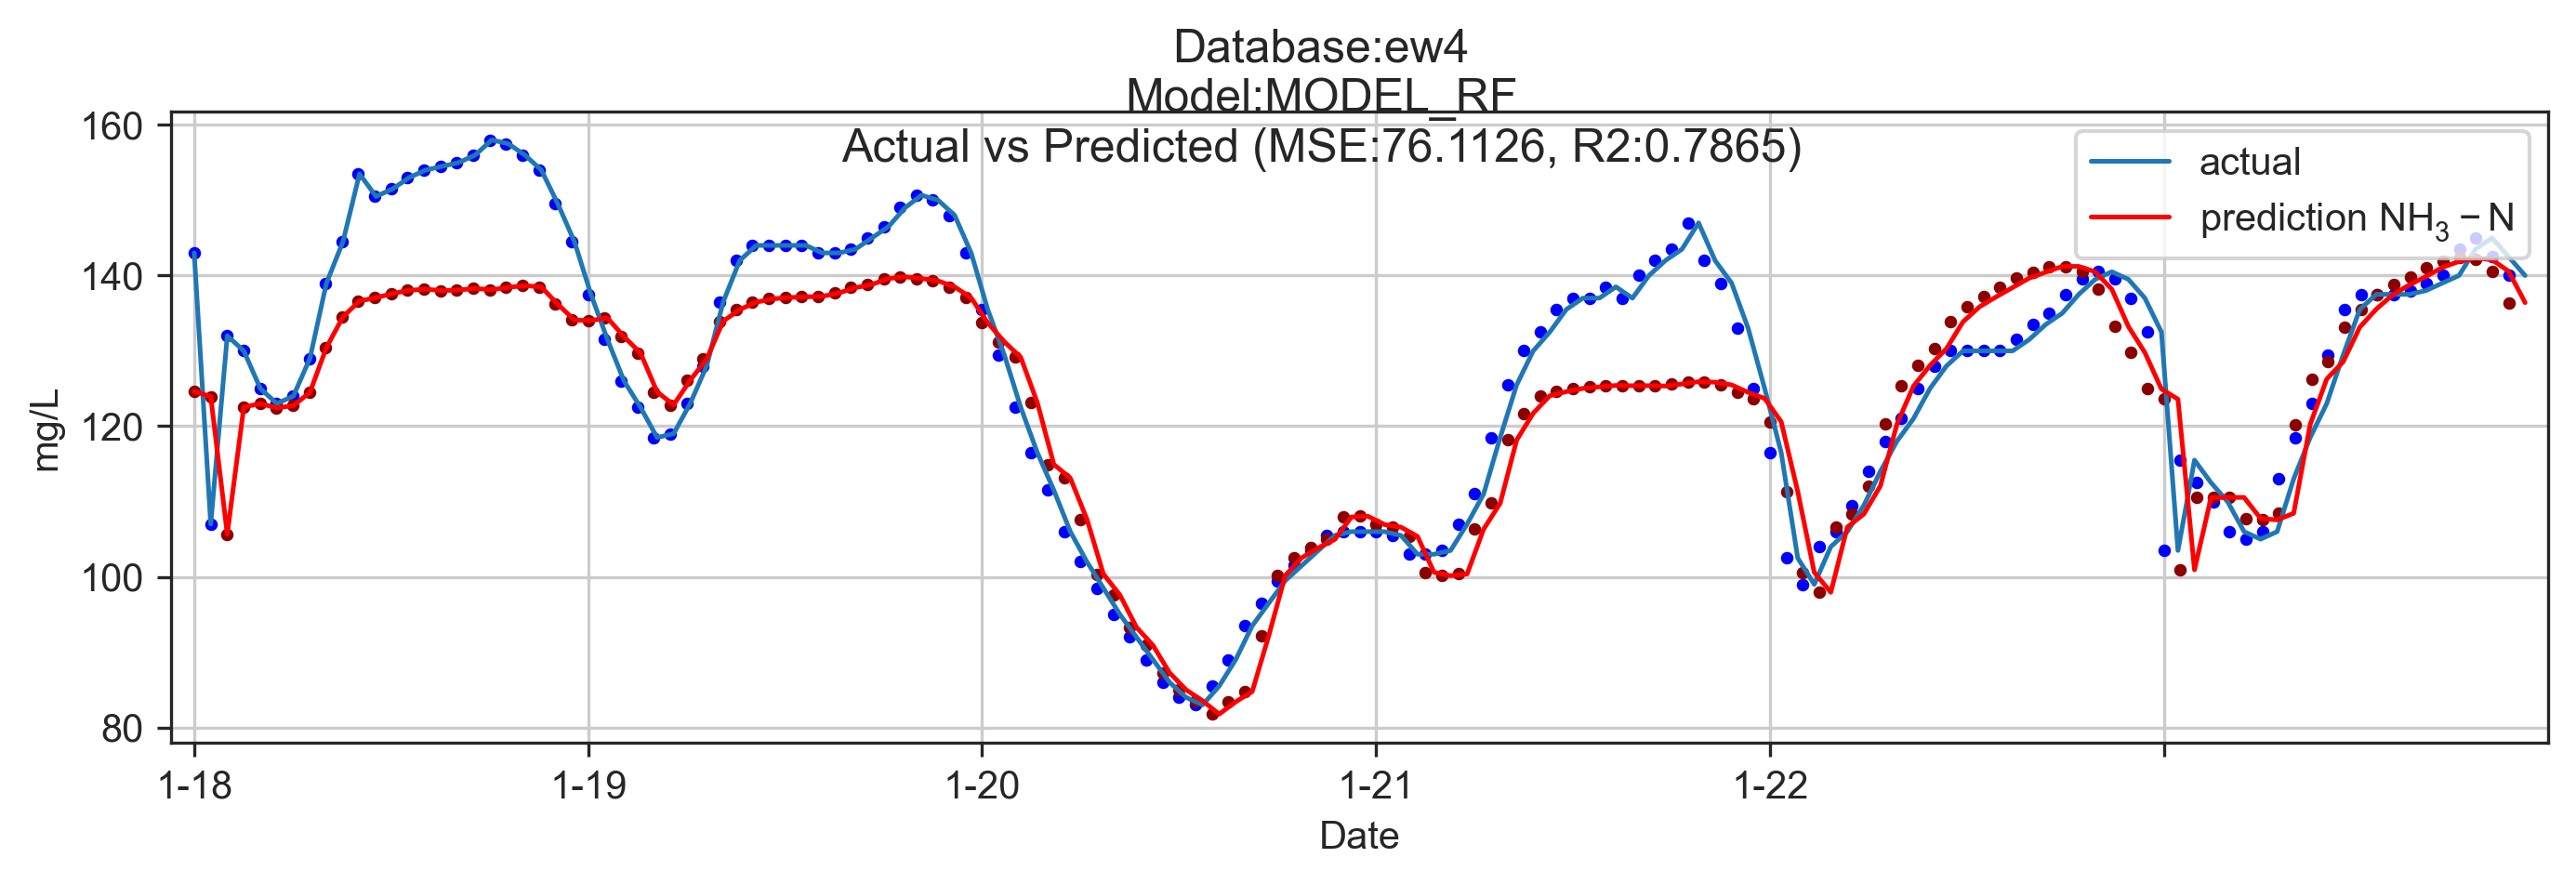 Database:ew4
Model:MODEL_RF
Actual vs Predicted (MSE:76.1126, R2:0.7865)
actual
prediction NH₃ − N
mg/L
160
140
120
100
80
1-18 1-19 1-20 1-21 1-22
Date